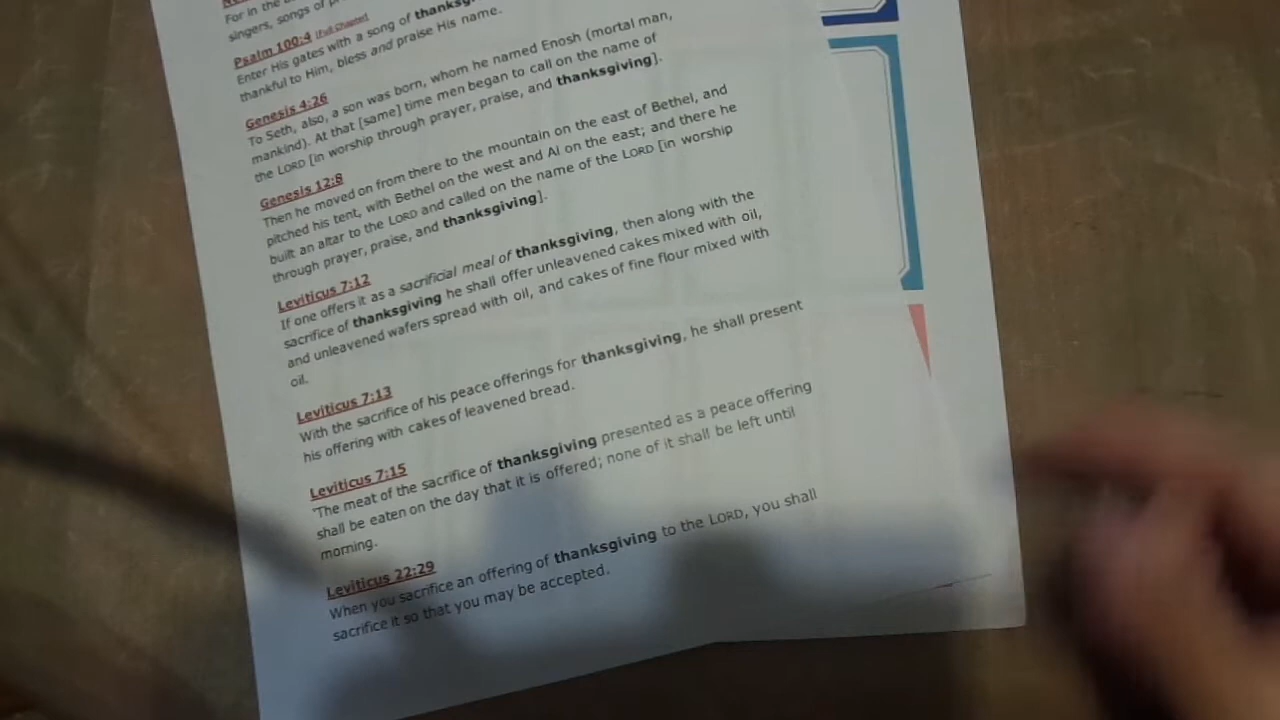 For in the
singers, songs of
Psalm 100:4 [Full Chapter]
Enter His gates with a song of
thankful to Him, bless and praise His name.
Genesis 4:26
To Seth, also, a son was born, whom he named Enosh (mortal man,
mankind). At that [same] time men began to call on the name of
the LORD [in worship through prayer, praise, and thanksgiving].
Genesis 12:8
Then he moved on from there to the mountain on the east of Bethel, and
pitched his tent, with Bethel on the west and Ai on the east; and there he
built an altar to the LORD and called on the name of the LORD [in worship
through prayer, praise, and thanksgiving].
Leviticus 7:12
If one offers it as a sacrificial meal of thanksgiving, then along with the
sacrifice of thanksgiving he shall offer unleavened cakes mixed with oil,
and unleavened wafers spread with oil, and cakes of fine flour mixed with
oil.
Leviticus 7:13
With the sacrifice of his peace offerings for thanksgiving, he shall present
his offering with cakes of leavened bread.
Leviticus 7:15
'The meat of the sacrifice of thanksgiving presented as a peace offering
shall be eaten on the day that it is offered; none of it shall be left until
morning.
Leviticus 22:29
When you sacrifice an offering of thanksgiving to the LORD, you shall
sacrifice it so that you may be accepted.